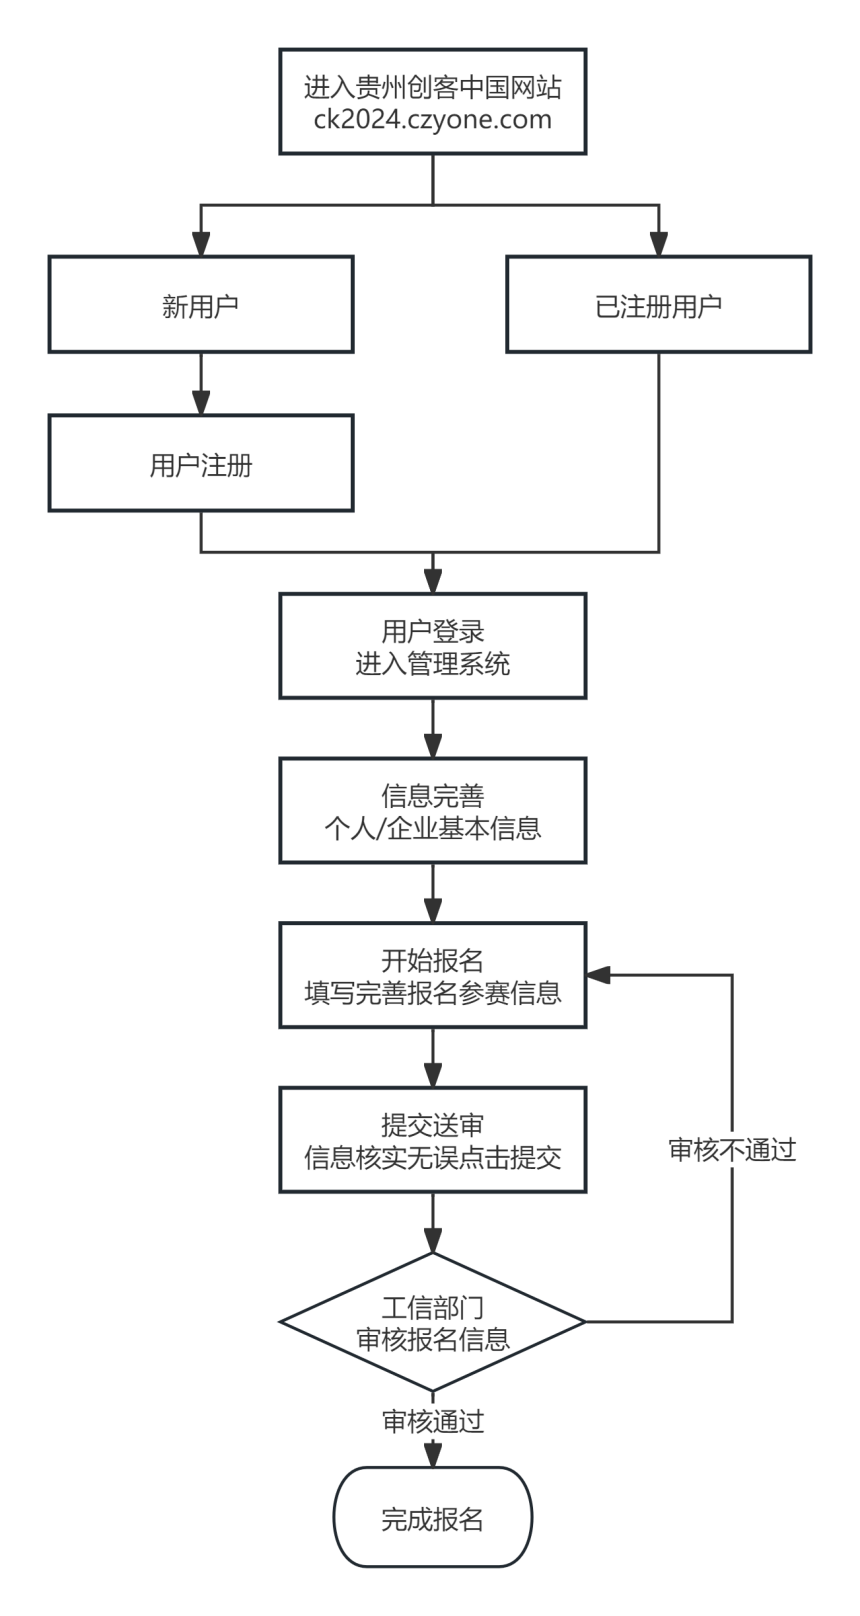 进入贵州创客中国网站
ck2024.czyone.com
新用户
已注册用户
用户注册
用户登录
进入管理系统
信息完善
个人/企业基本信息
开始报名
填写完善报名参赛信息
提交送审
信息核实无误点击提交
审核不通过
工信部门
审核报名信息
审核通过
完成报名